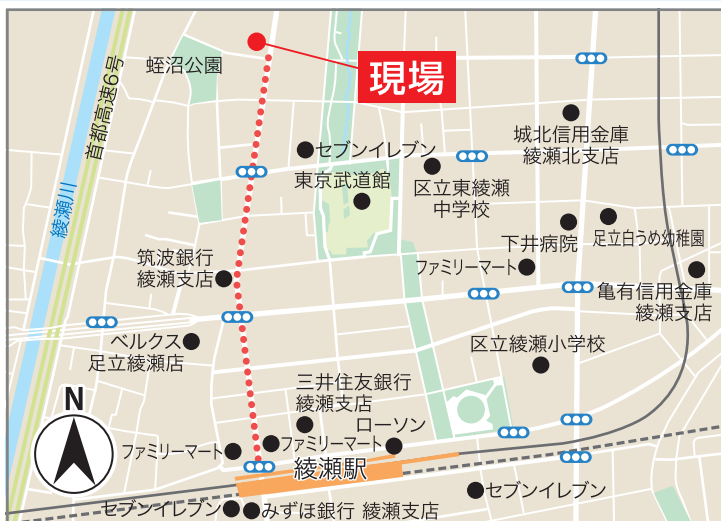 蛭沼公園
現場
首都高速6号
綾瀬川
セブンイレブン
東京武道館
城北信用金庫
綾瀬北支店
区立東綾瀬
中学校
下井病院
足立白うめ幼稚園
筑波銀行
綾瀬支店
ファミリーマート
亀有信用金庫
綾瀬支店
ベルクス
足立綾瀬店
区立綾瀬小学校
三井住友銀行
綾瀬支店
N
ローソン
ファミリーマート
ファミリーマート
綾瀬駅
セブンイレブン
セブンイレブン
みずほ銀行 綾瀬支店